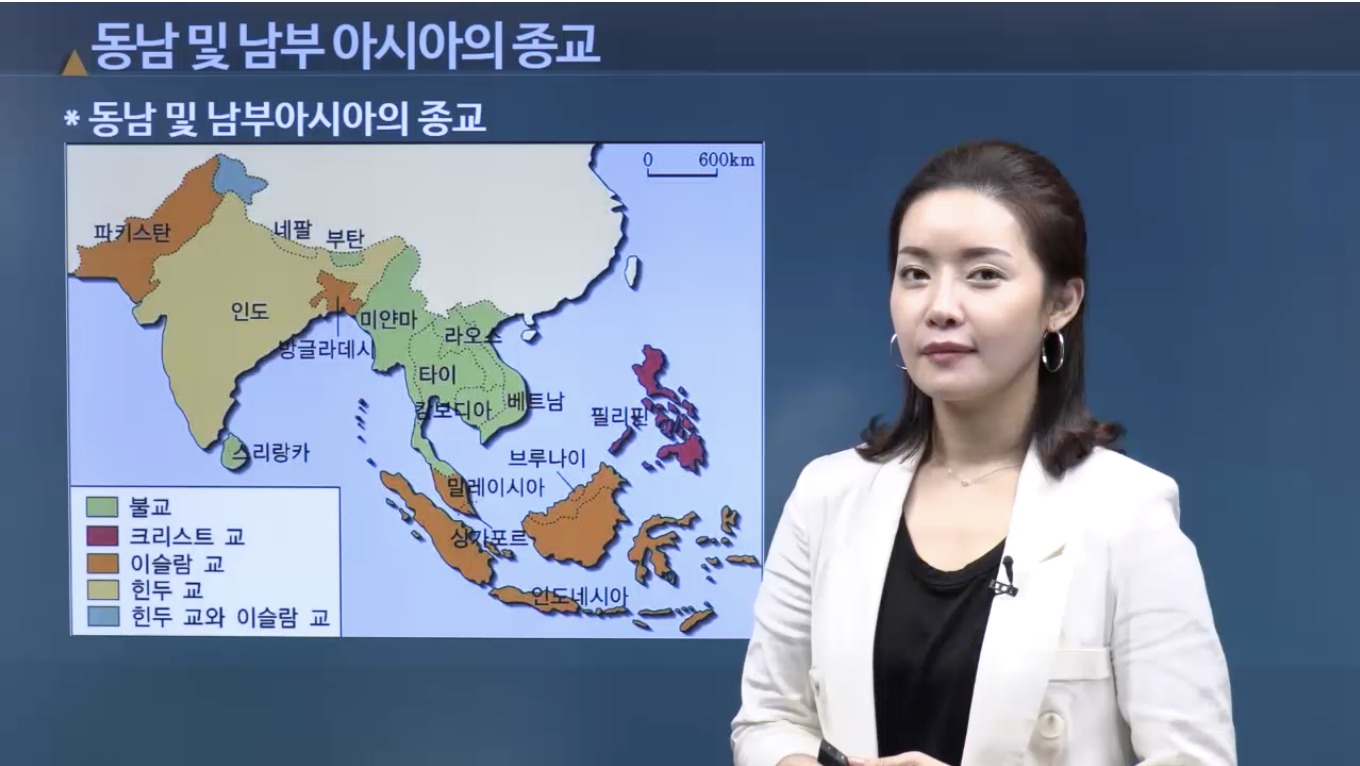 동남 및 남부 아시아의 종교
* 동남 및 남부아시아의 종교
0 600km
파키스탄
네팔
부탄
인도
미얀마
방글라데시
라오스
타이
캄보디아
베트남
필리핀
스리랑카
브루나이
말레이시아
싱가포르
인도네시아
불교
크리스트 교
이슬람 교
힌두 교
힌두 교와 이슬람 교